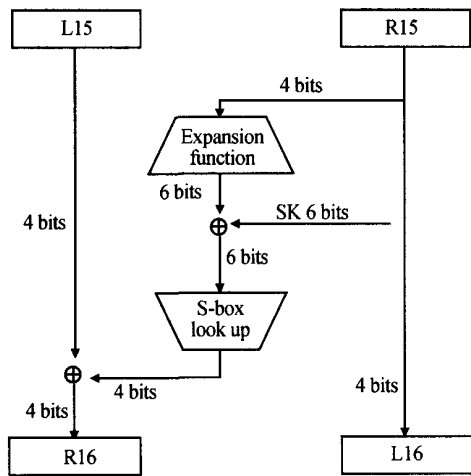 L15
R15
4 bits
Expansion
function
6 bits
SK 6 bits
4 bits
6 bits
S-box
look up
4 bits
4 bits
4 bits
R16
L16